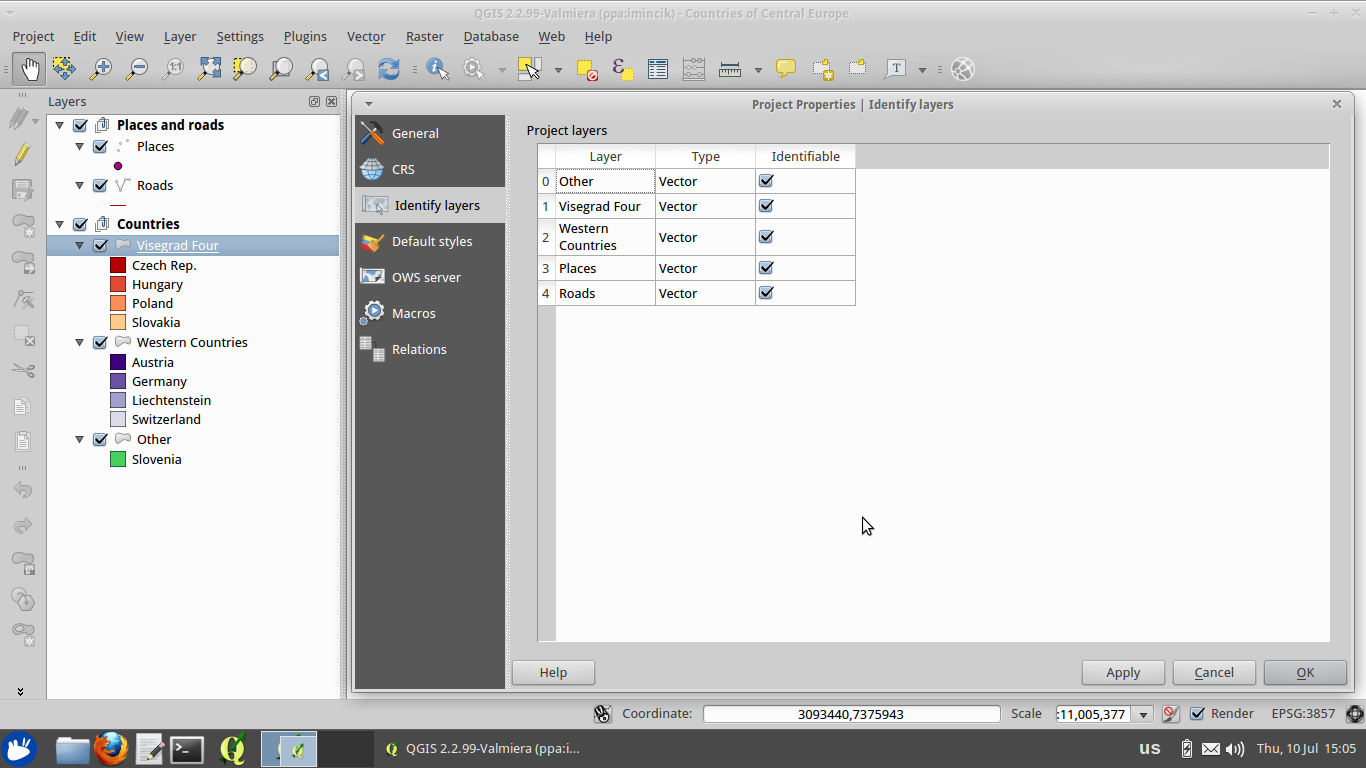 QGIS 2.2.99-Valmiera (ppa:imincik) - Countries of Central Europe
Project Edit View Layer Settings Plugins Vector Raster Database Web Help
Layers
Places and roads
Places
Roads
Countries
Visegrad Four
Czech Rep.
Hungary
Poland
Slovakia
Western Countries
Austria
Germany
Liechtenstein
Switzerland
Other
Slovenia
Project Properties | Identify layers
General
CRS
Identify layers
Default styles
OWS server
Macros
Relations
Project layers
Layer Type Identifiable
0 Other Vector
1 Visegrad Four Vector
2 Western Countries Vector
3 Places Vector
4 Roads Vector
Help Apply Cancel OK
Coordinate: 3093440,7375943 Scale :11,005,377 Render EPSG:3857
QGIS 2.2.99-Valmiera (ppa:i... us Thu, 10 Jul 15:05